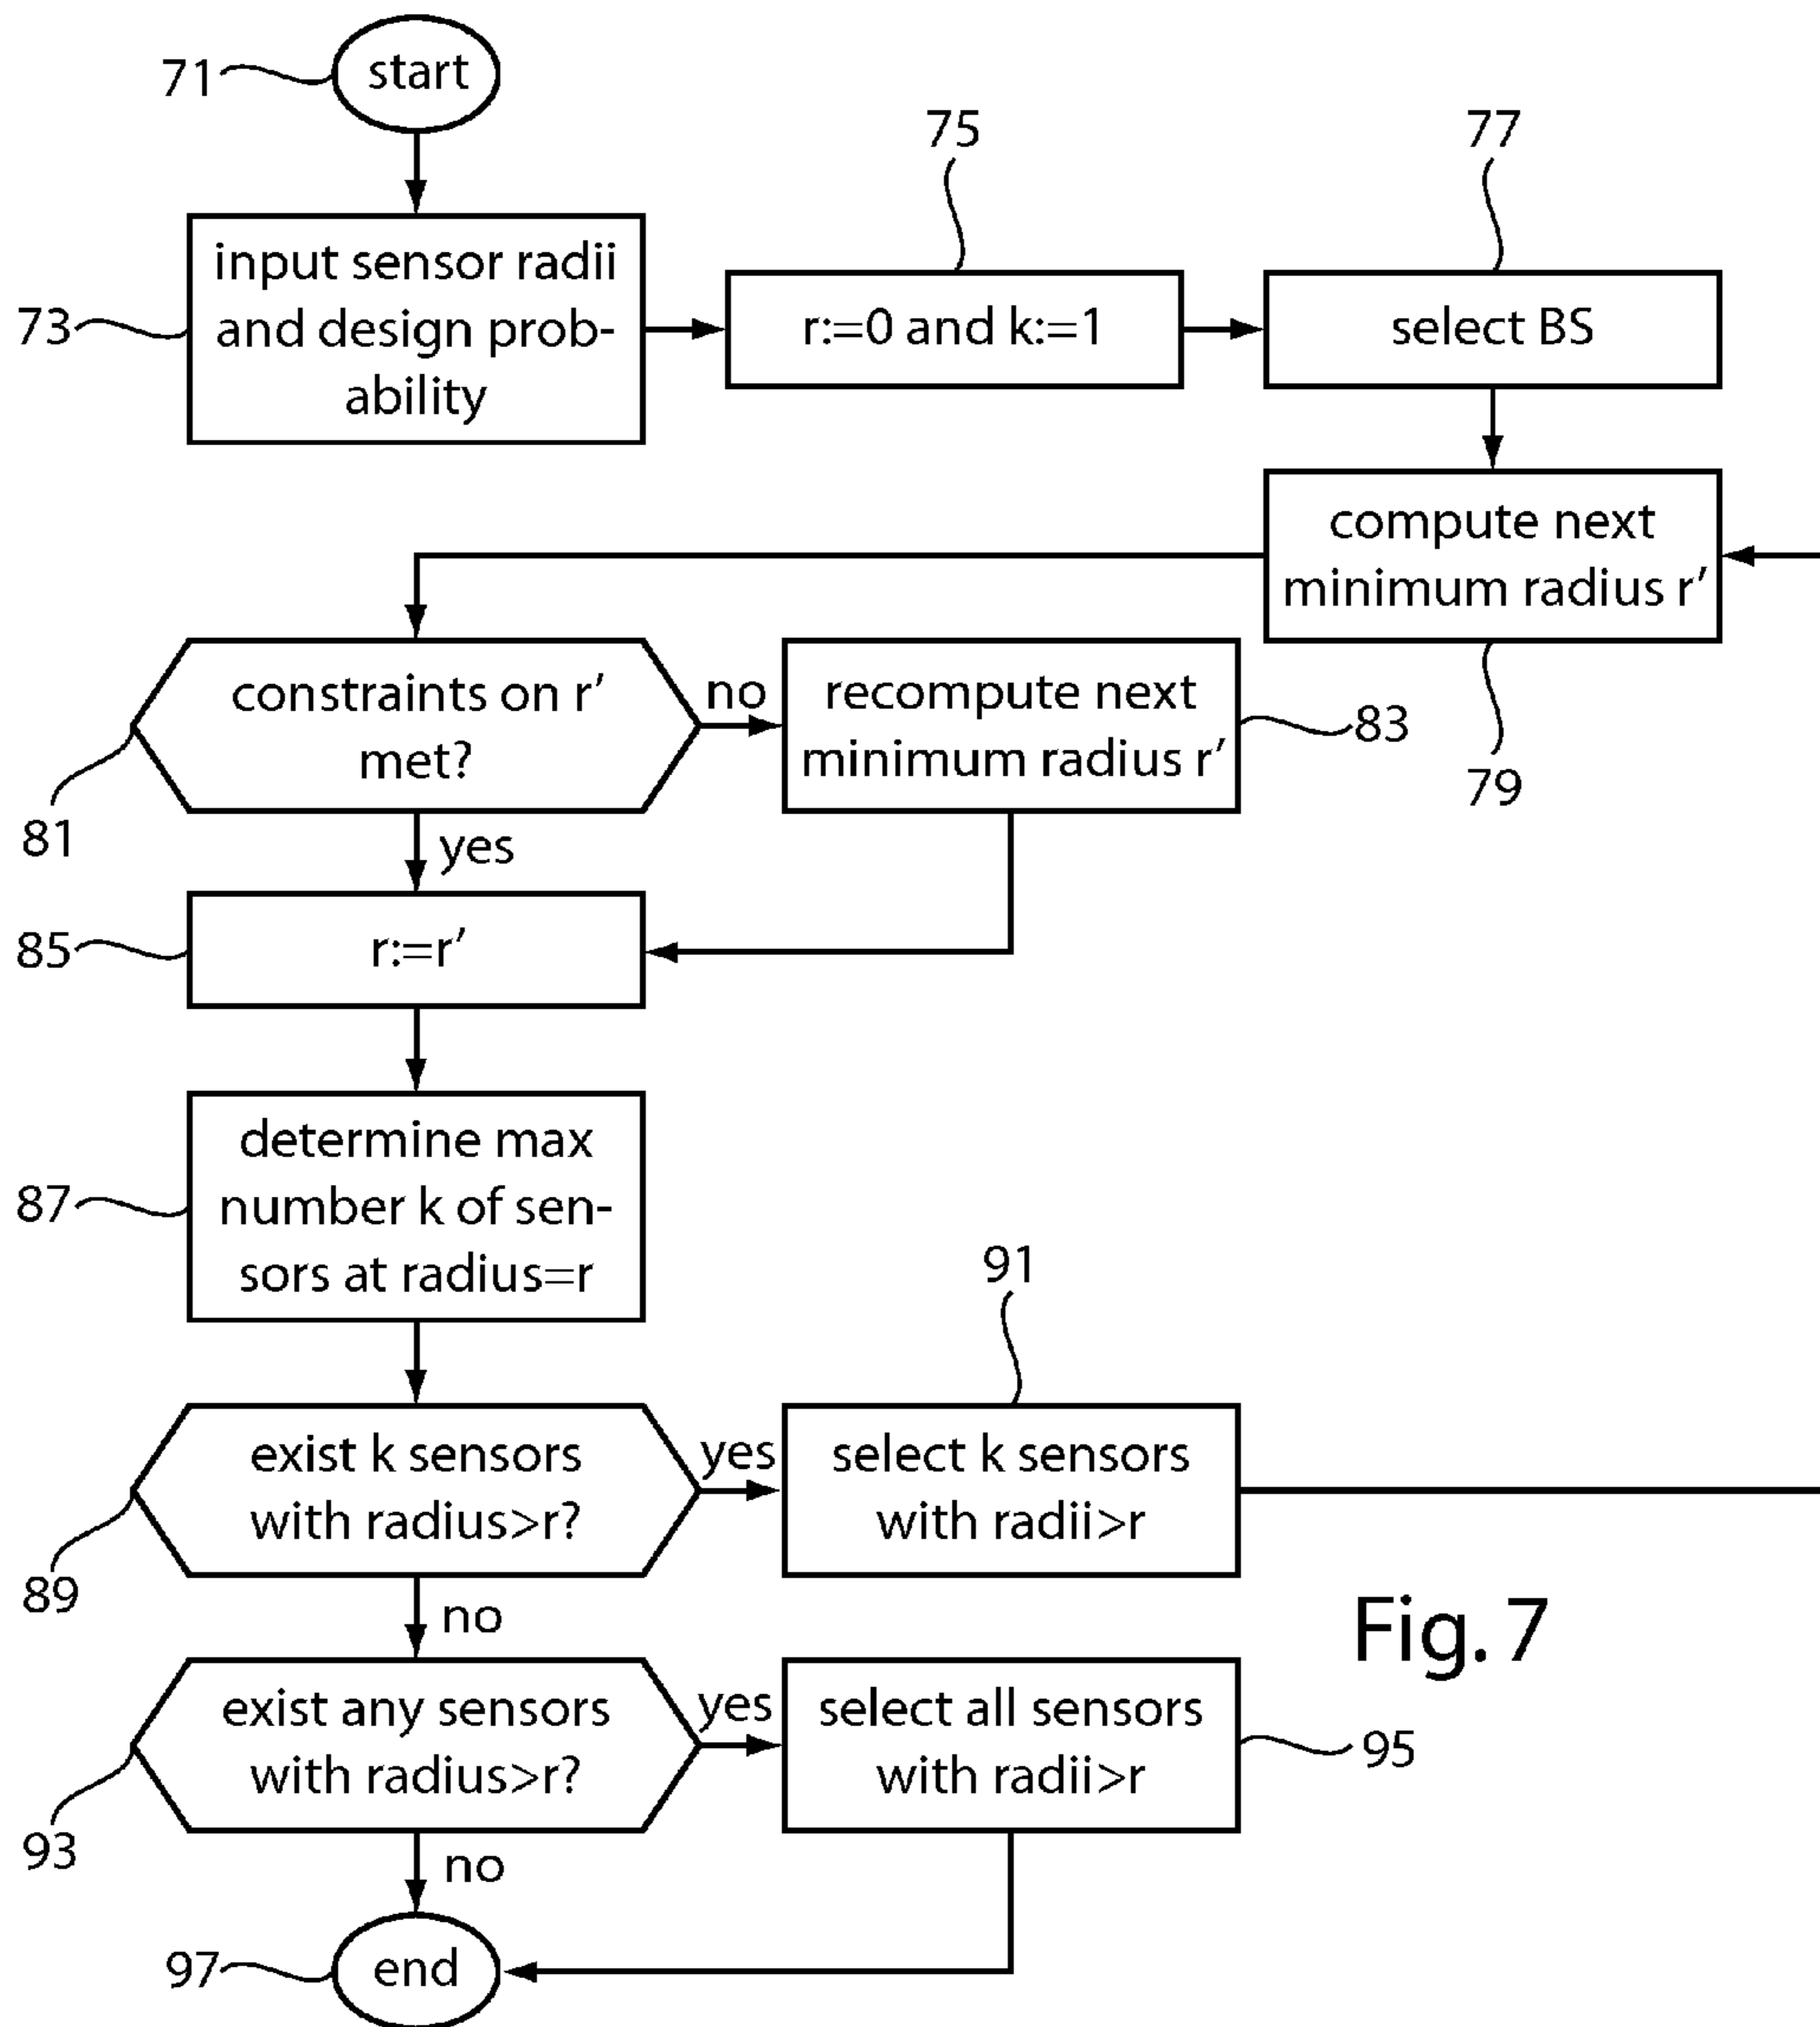 71
start
75
77
73
input sensor radii
and design prob-
ability
r:=0 and k:=1
select BS
compute next
minimum radius r'
79
81
constraints on r'
met?
no
recompute next
minimum radius r'
83
yes
85
r:=r'
87
determine max
number k of sen-
sors at radius=r
91
89
exist k sensors
with radius>r?
yes
select k sensors
with radii>r
no
Fig. 7
93
exist any sensors
with radius>r?
yes
select all sensors
with radii>r
95
no
97
end